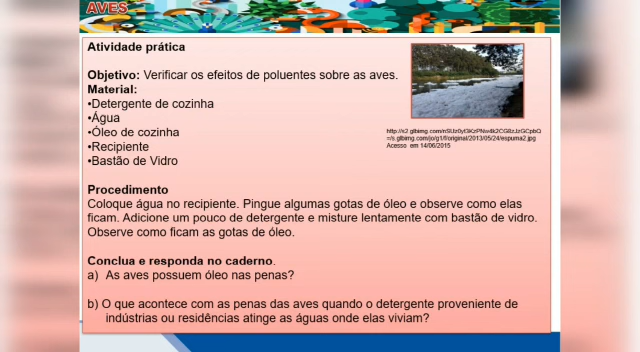 AVES
Atividade prática
Objetivo: Verificar os efeitos de poluentes sobre as aves.
Material:
•Detergente de cozinha
•Água
•Óleo de cozinha
•Recipiente
•Bastão de Vidro
Acesso em 14/06/2015
Procedimento
Coloque água no recipiente. Pingue algumas gotas de óleo e observe como elas
ficam. Adicione um pouco de detergente e misture lentamente com bastão de vidro.
Observe como ficam as gotas de óleo.
Conclua e responda no caderno.
a) As aves possuem óleo nas penas?
b) O que acontece com as penas das aves quando o detergente proveniente de
indústrias ou residências atinge as águas onde elas viviam?